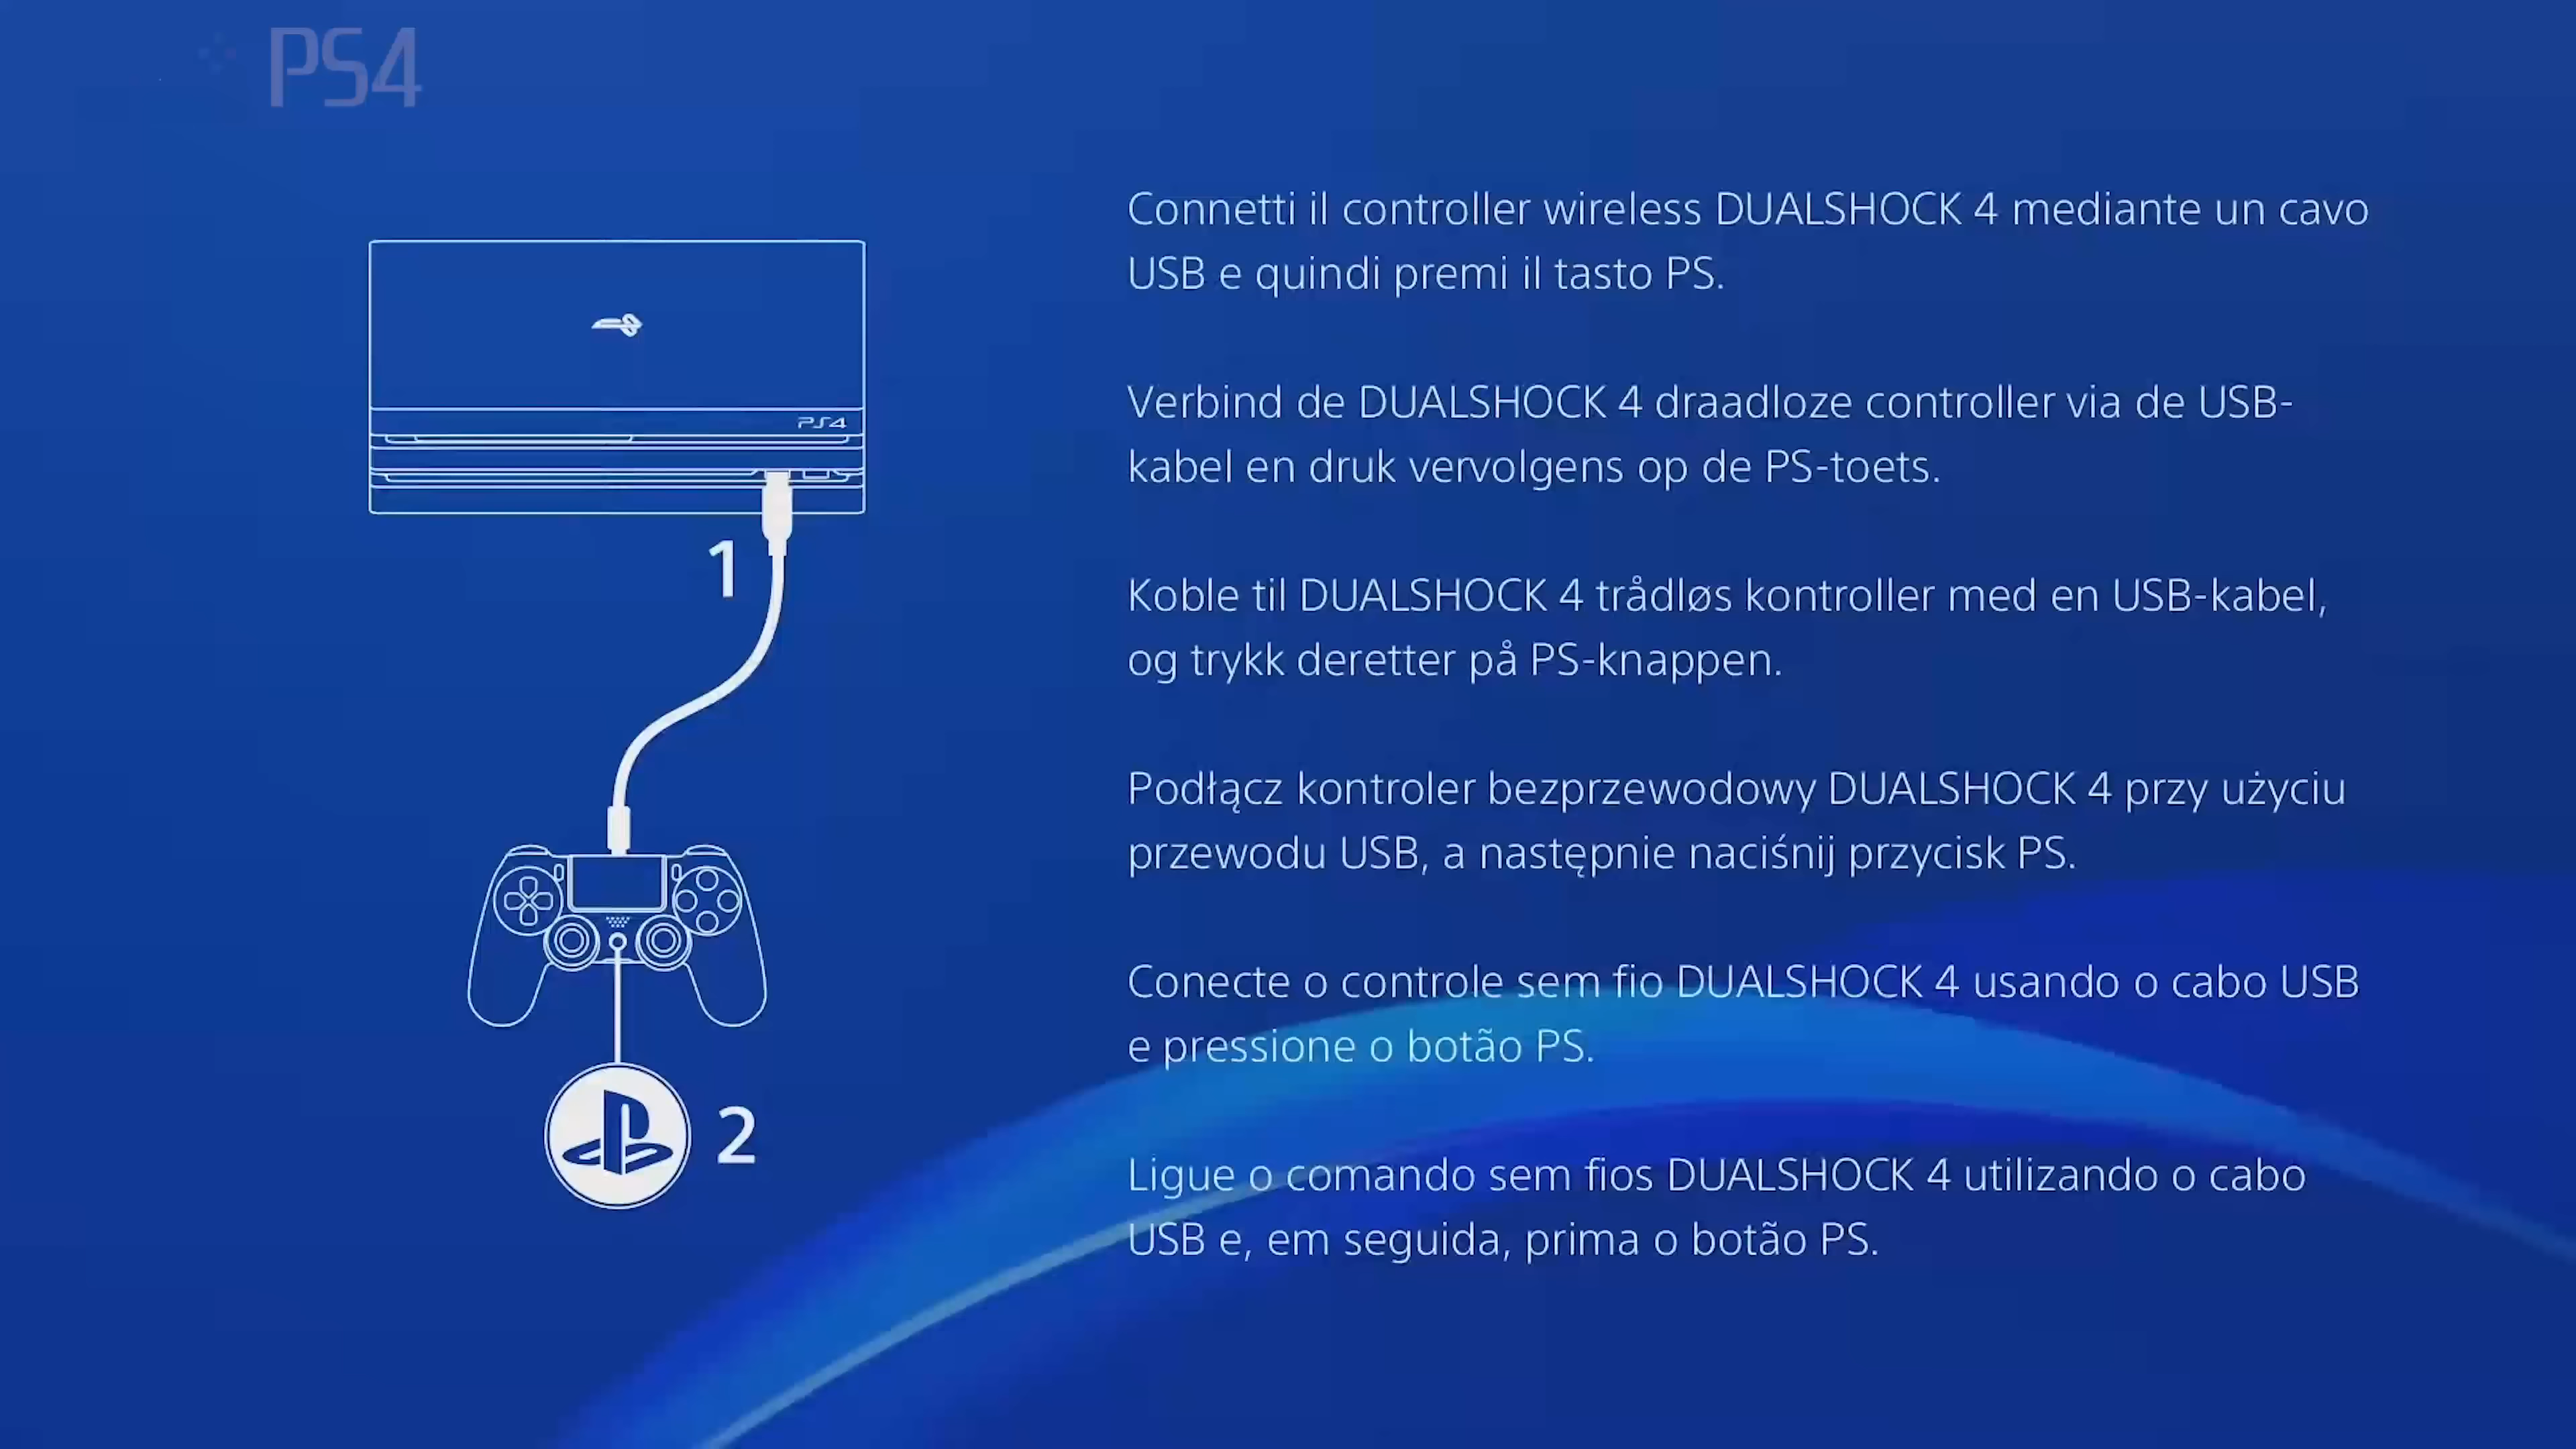 PS4
PS4
1
2
Connetti il controller wireless DUALSHOCK 4 mediante un cavo
USB e quindi premi il tasto PS.
Verbind de DUALSHOCK 4 draadloze controller via de USB-
kabel en druk vervolgens op de PS-toets.
Koble til DUALSHOCK 4 trådløs kontroller med en USB-kabel,
og trykk deretter på PS-knappen.
Podłącz kontroler bezprzewodowy DUALSHOCK 4 przy użyciu
przewodu USB, a następnie naciśnij przycisk PS.
Conecte o controle sem fio DUALSHOCK 4 usando o cabo USB
e pressione o botão PS.
Ligue o comando sem fios DUALSHOCK 4 utilizando o cabo
USB e, em seguida, prima o botão PS.